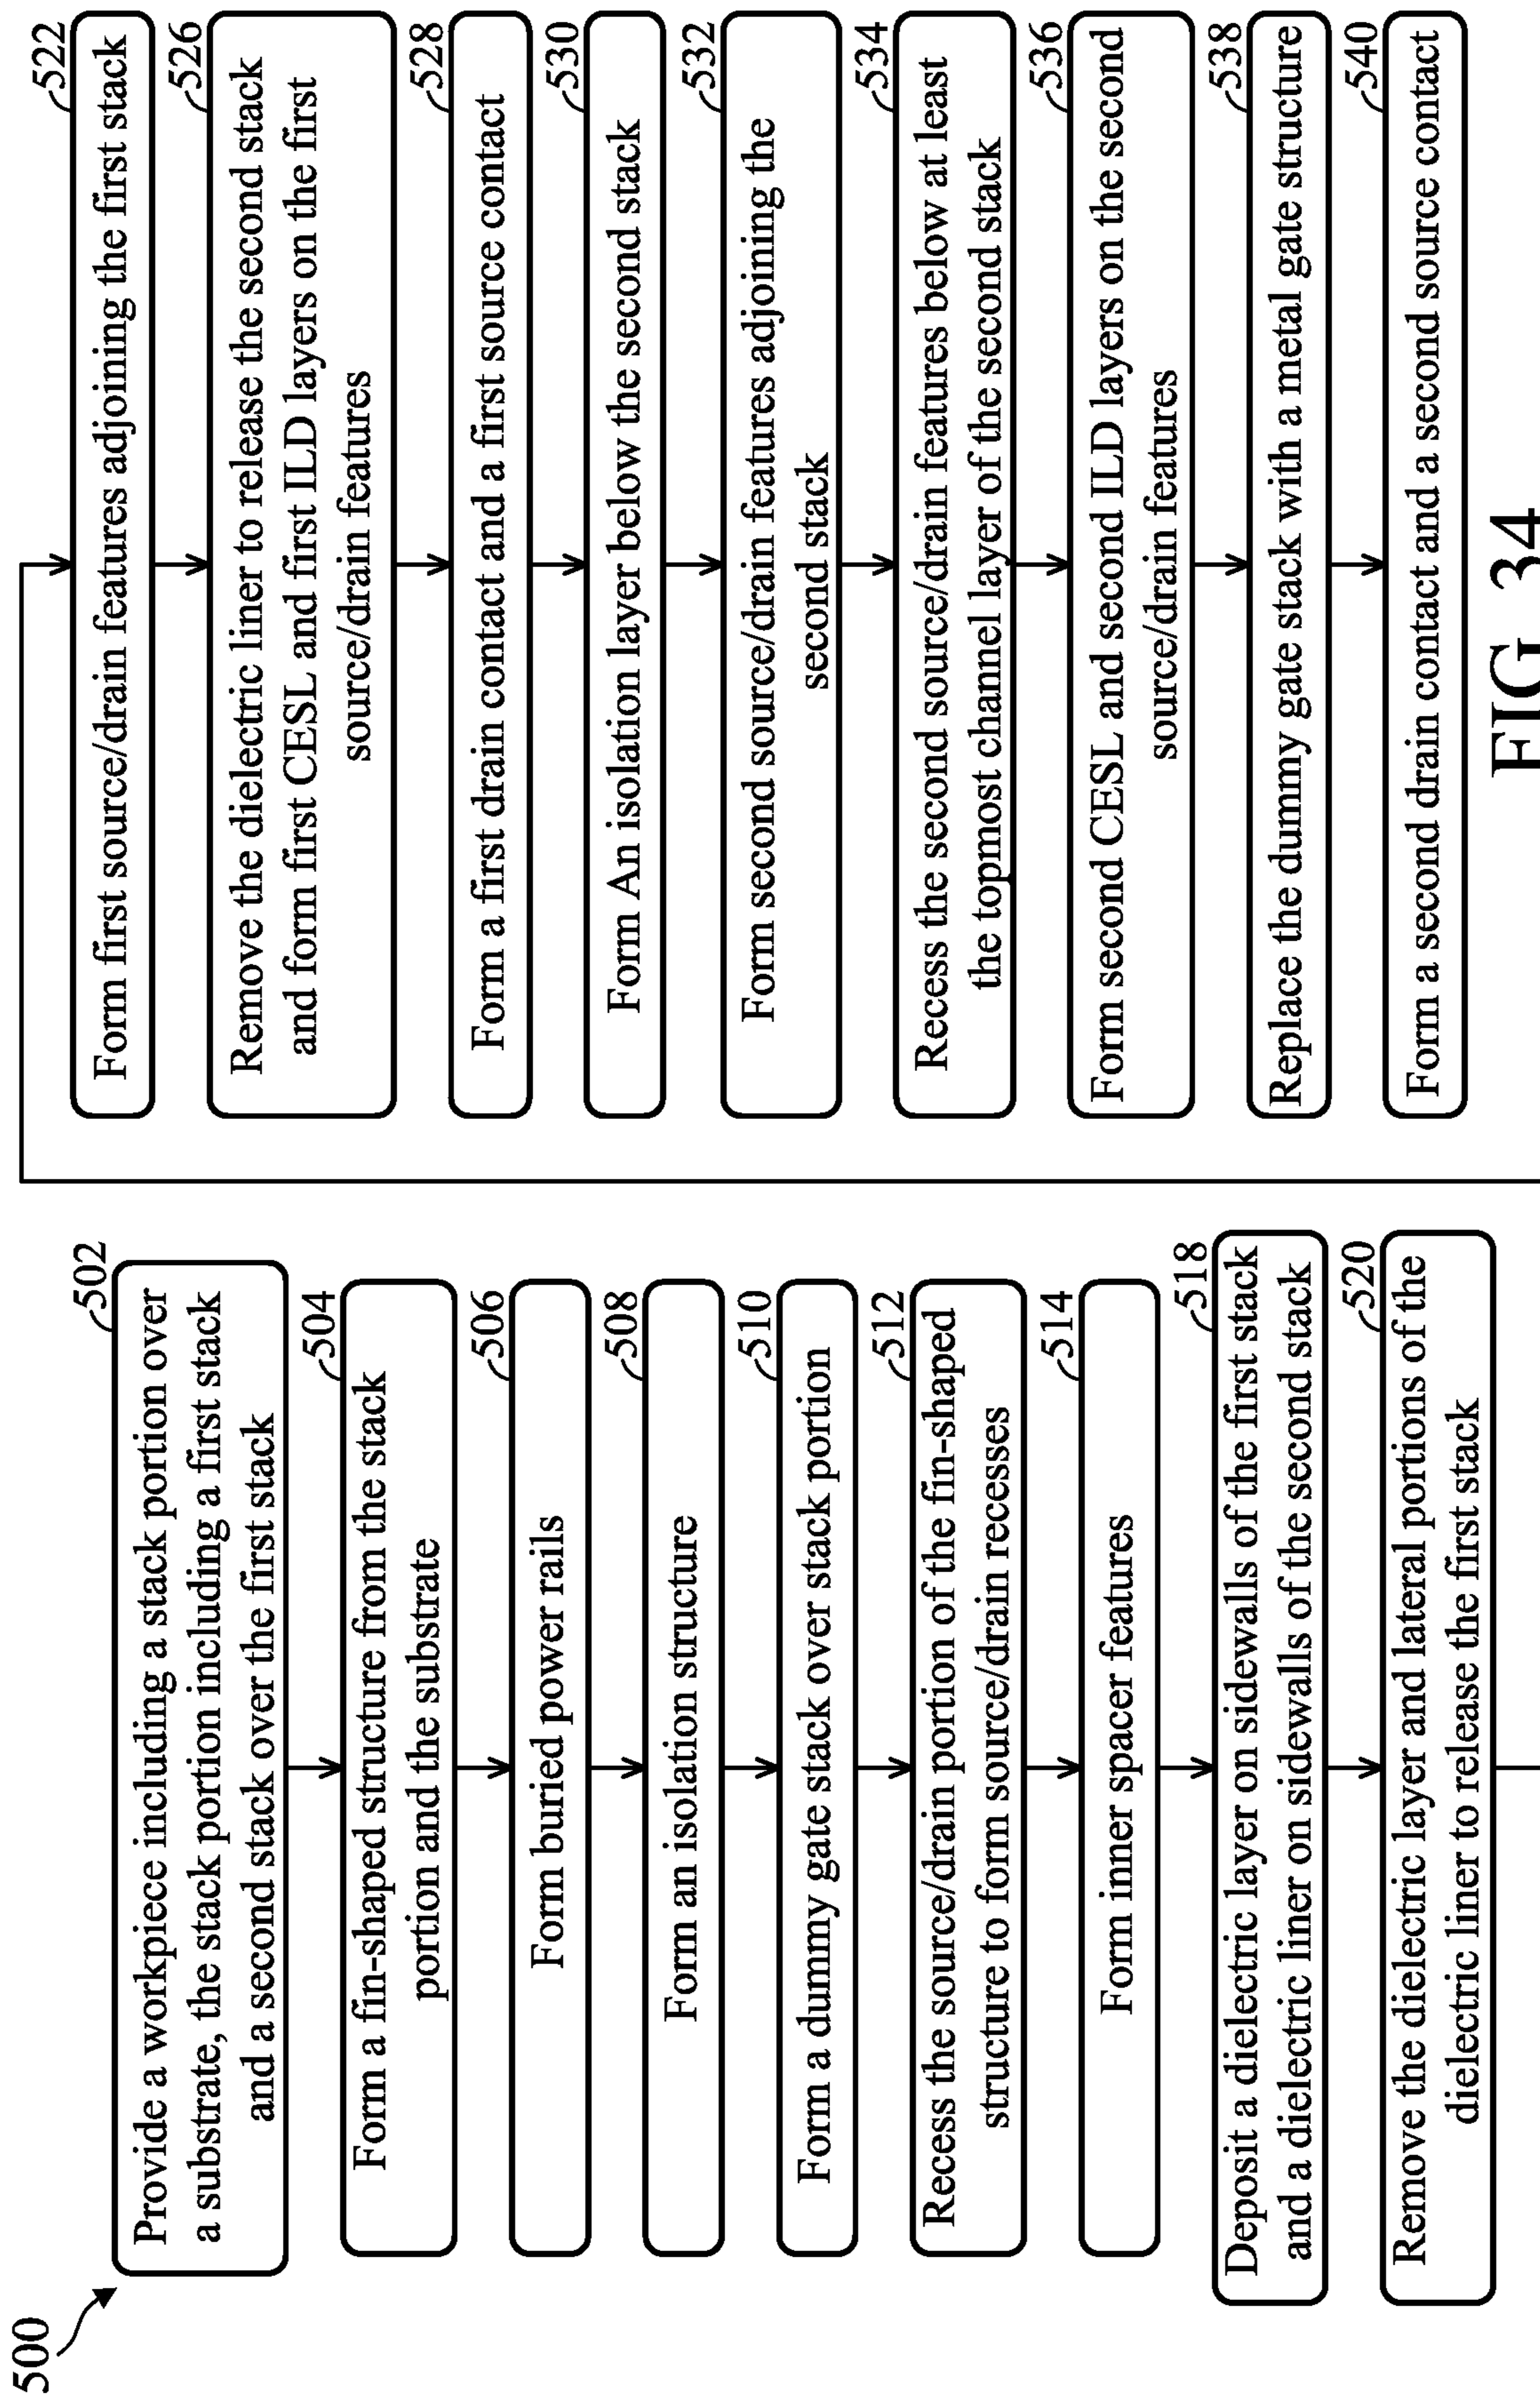 500
502
Provide a workpiece including a stack portion over
a substrate, the stack portion including a first stack
and a second stack over the first stack
504
Form a fin-shaped structure from the stack
portion and the substrate
506
Form buried power rails
508
Form an isolation structure
510
Form a dummy gate stack over stack portion
512
Recess the source/drain portion of the fin-shaped
structure to form source/drain recesses
514
Form inner spacer features
518
Deposit a dielectric layer on sidewalls of the first stack
and a dielectric liner on sidewalls of the second stack
520
Remove the dielectric layer and lateral portions of the
dielectric liner to release the first stack
522
Form first source/drain features adjoining the first stack
526
Remove the dielectric liner to release the second stack
and form first CESL and first ILD layers on the first
source/drain features
528
Form a first drain contact and a first source contact
530
Form An isolation layer below the second stack
532
Form second source/drain features adjoining the
second stack
534
Recess the second source/drain features below at least
the topmost channel layer of the second stack
536
Form second CESL and second ILD layers on the second
source/drain features
538
Replace the dummy gate stack with a metal gate structure
540
Form a second drain contact and a second source contact
FIG. 34